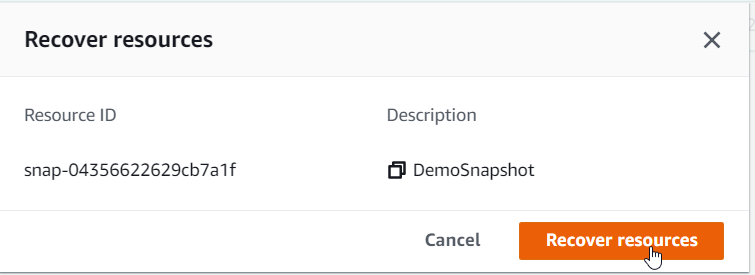 Recover resources
Resource ID Description
snap-04356622629cb7a1f DemoSnapshot
Cancel Recover resources